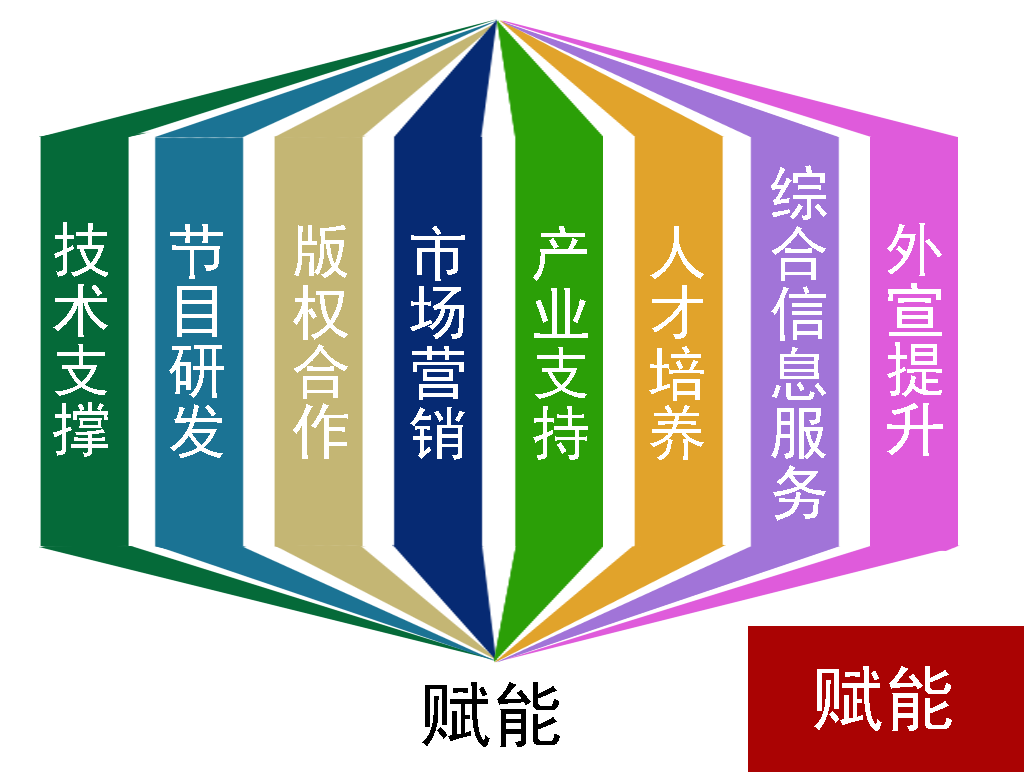 技术支撑
节目研发
版权合作
市场营销
产业支持
人才培养
综合信息服务
外宣提升
赋能
赋能